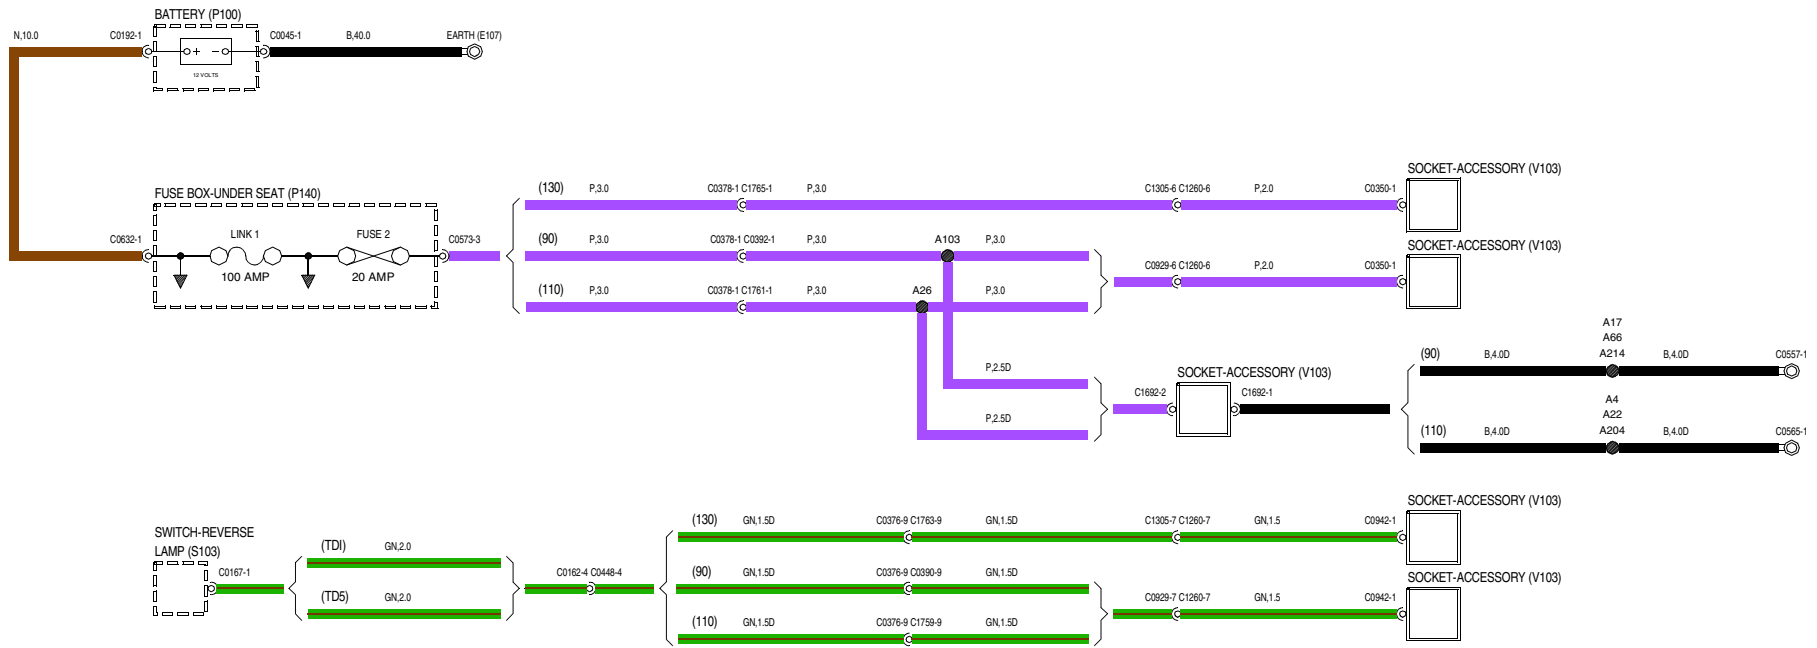 BATTERY (P100)
N,10.0
C0192-1
C0045-1
B,40.0
EARTH (E107)
+ −
12 VOLTS
FUSE BOX-UNDER SEAT (P140)
C0632-1
LINK 1
100 AMP
FUSE 2
20 AMP
C0573-3
(130)
P,3.0
C0378-1 C1765-1
P,3.0
C1305-6 C1260-6
P,2.0
C0350-1
SOCKET-ACCESSORY (V103)
(90)
P,3.0
C0378-1 C0392-1
P,3.0
A103
P,3.0
(110)
P,3.0
C0378-1 C1761-1
P,3.0
A26
P,3.0
C0929-6 C1260-6
P,2.0
C0350-1
SOCKET-ACCESSORY (V103)
P,2.5D
P,2.5D
C1692-2
SOCKET-ACCESSORY (V103)
C1692-1
(90)
B,4.0D
A17
A66
A214
B,4.0D
C0557-1
(110)
B,4.0D
A4
A22
A204
B,4.0D
C0565-1
SWITCH-REVERSE
LAMP (S103)
C0167-1
(TDI)
GN,2.0
(TD5)
GN,2.0
C0162-4 C0448-4
(130)
GN,1.5D
C0376-9 C1763-9
GN,1.5D
C1305-7 C1260-7
GN,1.5
C0942-1
SOCKET-ACCESSORY (V103)
(90)
GN,1.5D
C0376-9 C0390-9
GN,1.5D
(110)
GN,1.5D
C0376-9 C1759-9
GN,1.5D
C0929-7 C1260-7
GN,1.5
C0942-1
SOCKET-ACCESSORY (V103)